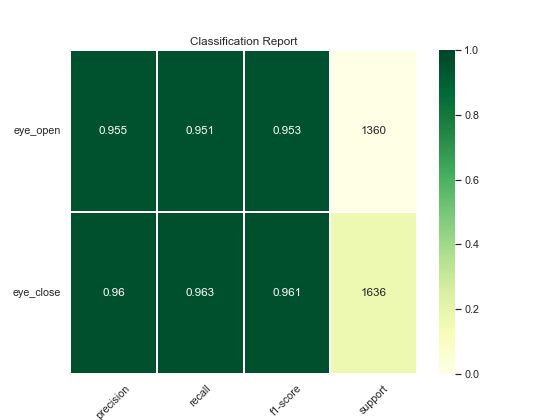 Classification Report
eye_open 0.955 0.951 0.953 1360
eye_close 0.96 0.963 0.961 1636
precision recall f1-score support
1.0
0.8
0.6
0.4
0.2
0.0